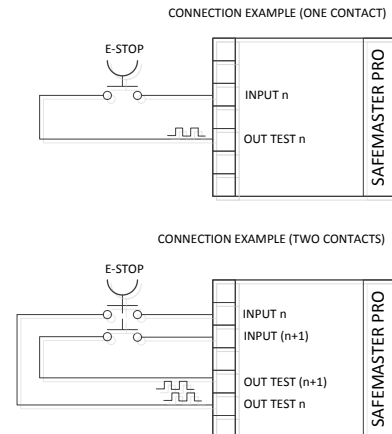 CONNECTION EXAMPLE (ONE CONTACT)
E-STOP
INPUT n
OUT TEST n
SAFEMASTER PRO
CONNECTION EXAMPLE (TWO CONTACTS)
E-STOP
INPUT n
INPUT (n+1)
OUT TEST (n+1)
OUT TEST n
SAFEMASTER PRO